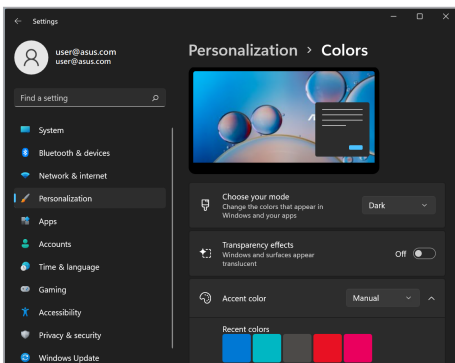 Settings
user@asus.com
user@asus.com
Find a setting
System
Bluetooth & devices
Network & internet
Personalization
Apps
Accounts
Time & language
Gaming
Accessibility
Privacy & security
Windows Update
Personalization > Colors
Choose your mode
Change the colors that appear in
Windows and your apps
Dark
Transparency effects
Windows and surfaces appear
translucent
Off
Accent color
Manual
Recent colors